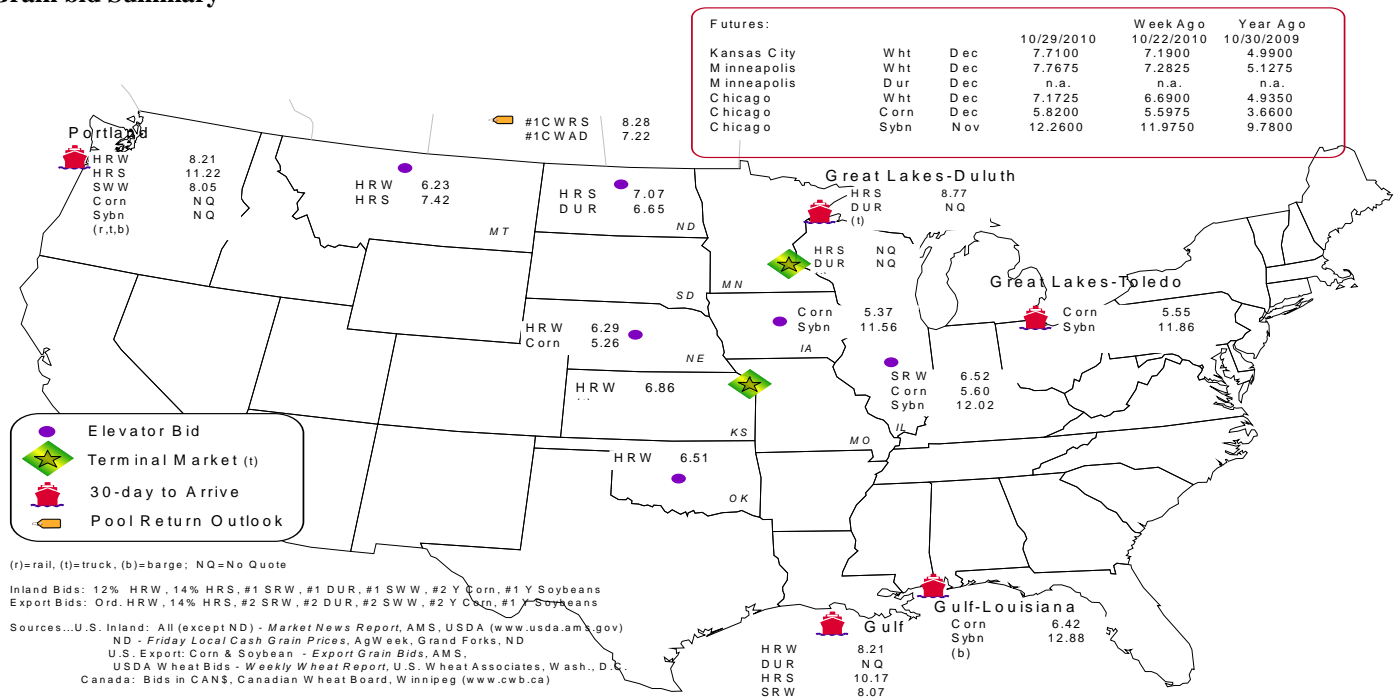 Grain bid Summary
Futures: Week Ago Year Ago
10/29/2010 10/22/2010 10/30/2009
Kansas City Wht Dec 7.7100 7.1900 4.9900
Minneapolis Wht Dec 7.7675 7.2825 5.1275
Minneapolis Dur Dec n.a. n.a. n.a.
Chicago Wht Dec 7.1725 6.6900 4.9350
Chicago Corn Dec 5.8200 5.5975 3.6600
Chicago Sybn Nov 12.2600 11.9750 9.7800
Portland
HRW 8.21
HRS 11.22
SWW 8.05
Corn NQ
Sybn NQ
(r,t,b)
#1CWRS 8.28
#1CWAD 7.22
HRW 6.23
HRS 7.42
MT
HRS 7.07
DUR 6.65
ND
Great Lakes-Duluth
HRS 8.77
DUR NQ
(t)
HRS NQ
DUR NQ
MN
SD
Great Lakes-Toledo
Corn 5.55
Sybn 11.86
Corn 5.37
Sybn 11.56
IA
HRW 6.29
Corn 5.26
NE
SRW 6.52
Corn 5.60
Sybn 12.02
IL
HRW 6.86
KS
MO
HRW 6.51
OK
Elevator Bid
Terminal Market (t)
30-day to Arrive
Pool Return Outlook
(r)=rail, (t)=truck, (b)=barge; NQ=No Quote
Inland Bids: 12% HRW, 14% HRS, #1 SRW, #1 DUR, #1 SWW, #2 Y Corn, #1 Y Soybeans
Export Bids: Ord. HRW, 14% HRS, #2 SRW, #2 DUR, #2 SWW, #2 Y Corn, #1 Y Soybeans
Sources...U.S. Inland: All (except ND) - Market News Report, AMS, USDA (www.usda.ams.gov)
ND - Friday Local Cash Grain Prices, AgWeek, Grand Forks, ND
U.S. Export: Corn & Soybean - Export Grain Bids, AMS,
USDA Wheat Bids - Weekly Wheat Report, U.S. Wheat Associates, Wash., D.C.
Canada: Bids in CAN$, Canadian Wheat Board, Winnipeg (www.cwb.ca)
Gulf-Louisiana
Corn 6.42
Sybn 12.88
(b)
Gulf
HRW 8.21
DUR NQ
HRS 10.17
SRW 8.07